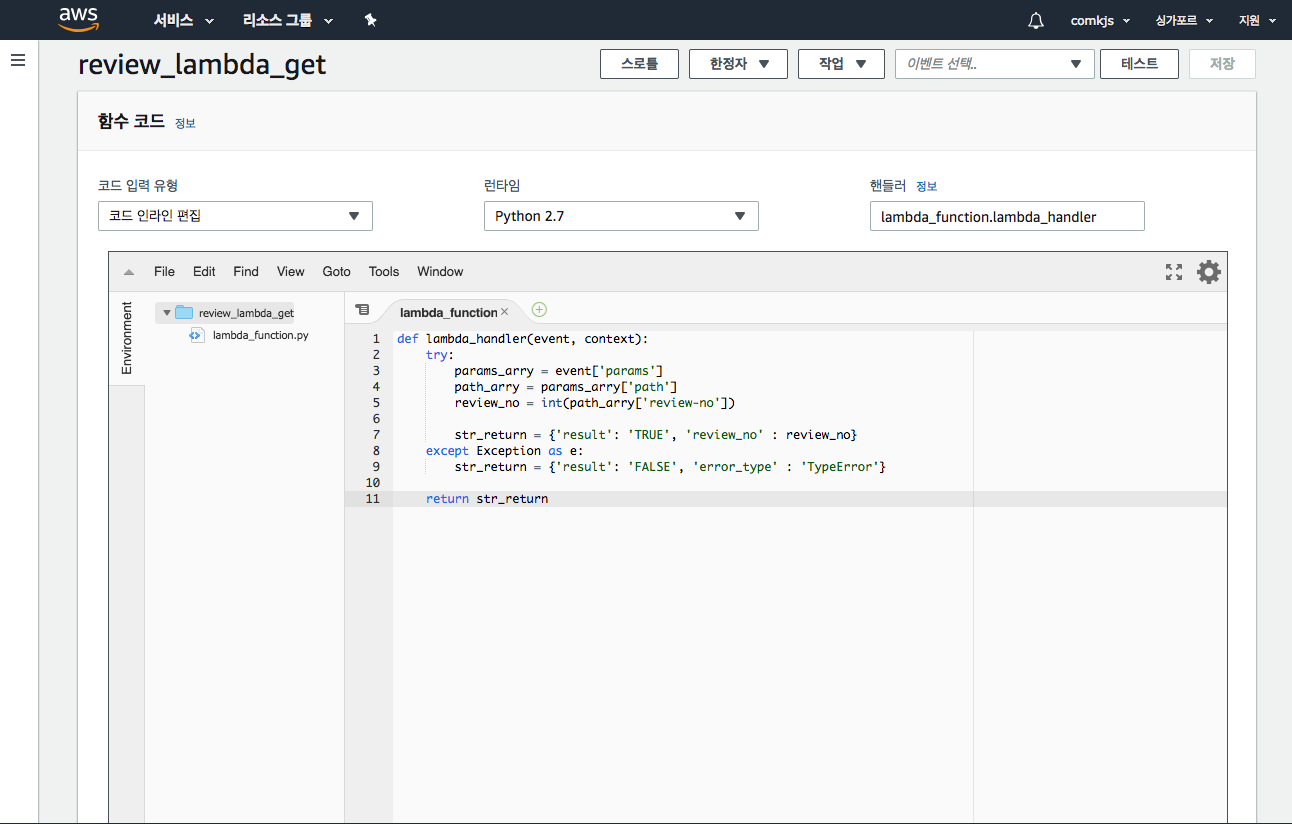 aws 서비스 리소스 그룹 comkjs 싱가포르 지원
review_lambda_get 스로틀 한정자 작업 이벤트 선택.. 테스트 저장
함수 코드 정보
코드 입력 유형 런타임 핸들러 정보
코드 인라인 편집 Python 2.7 lambda_function.lambda_handler
File Edit Find View Goto Tools Window
Environment
review_lambda_get
lambda_function.py
lambda_function
1 def lambda_handler(event, context):
2     try:
3         params_arry = event['params']
4         path_arry = params_arry['path']
5         review_no = int(path_arry['review-no'])
6
7         str_return = {'result': 'TRUE', 'review_no' : review_no}
8     except Exception as e:
9         str_return = {'result': 'FALSE', 'error_type' : 'TypeError'}
10
11     return str_return